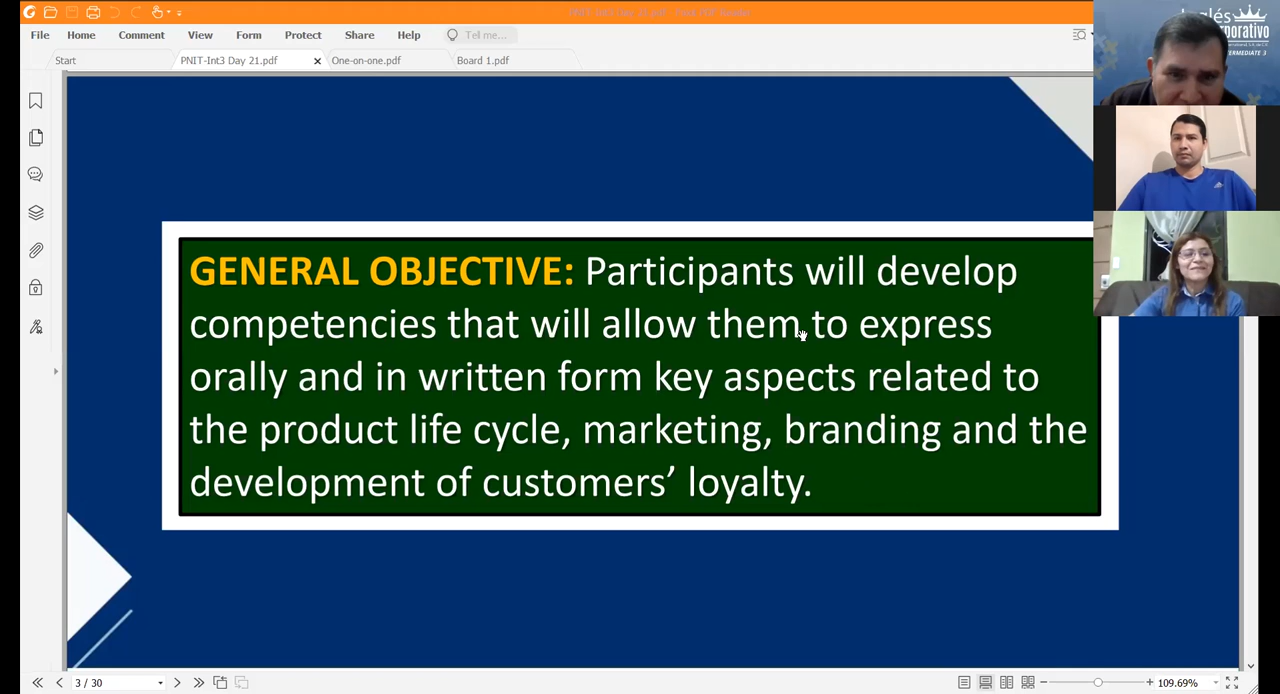 File Home Comment View Form Protect Share Help Tell me...
Start PNIT-Int3 Day 21.pdf One-on-one.pdf Board 1.pdf
GENERAL OBJECTIVE: Participants will develop
competencies that will allow them to express
orally and in written form key aspects related to
the product life cycle, marketing, branding and the
development of customers' loyalty.
3 / 30 109.69%